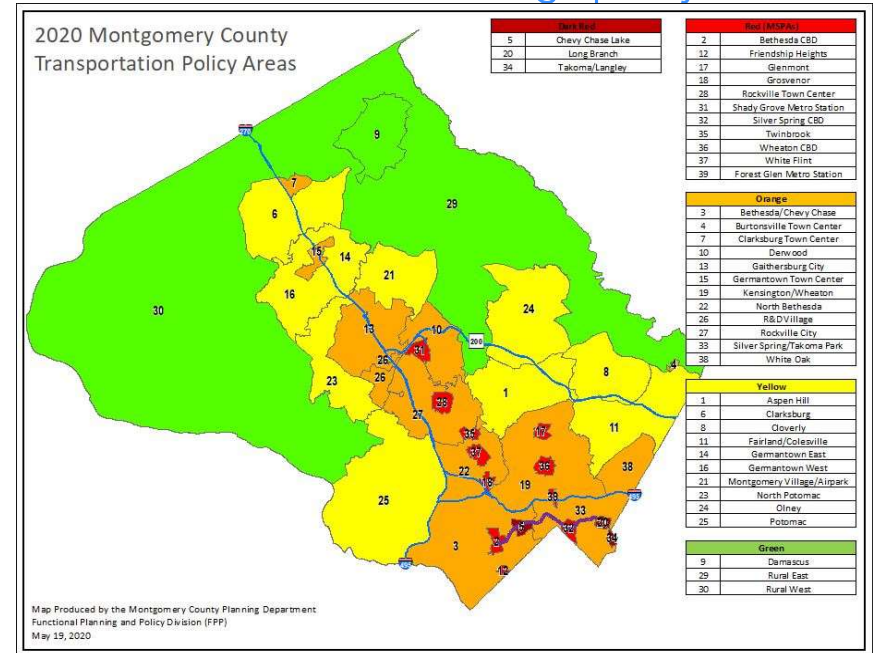 2020 Montgomery County
Transportation Policy Areas
Dark Red
5 Chevy Chase Lake
20 Long Branch
34 Takoma/Langley
Red (MSPAs)
2 Bethesda CBD
12 Friendship Heights
17 Glenmont
18 Grosvenor
28 Rockville Town Center
31 Shady Grove Metro Station
32 Silver Spring CBD
35 Twinbrook
36 Wheaton CBD
37 White Flint
39 Forest Glen Metro Station
Orange
3 Bethesda/Chevy Chase
4 Burtonsville Town Center
7 Clarksburg Town Center
10 Derwood
13 Gaithersburg City
15 Germantown Town Center
19 Kensington/Wheaton
22 North Bethesda
26 R&D Village
27 Rockville City
33 Silver Spring/Takoma Park
38 White Oak
Yellow
1 Aspen Hill
6 Clarksburg
8 Cloverly
11 Fairland/Colesville
14 Germantown East
16 Germantown West
21 Montgomery Village/Airpark
23 North Potomac
24 Olney
25 Potomac
Green
9 Damascus
29 Rural East
30 Rural West
9
270
7
29
6
15
14
21
16
30
24
13
10
200
31
26
26
8
4
23
1
28
27
11
35
17
37
22
36
38
18
19
39
495
25
33
3
2
5
32
20
34
495
12
Map Produced by the Montgomery County Planning Department
Functional Planning and Policy Division (FPP)
May 19, 2020